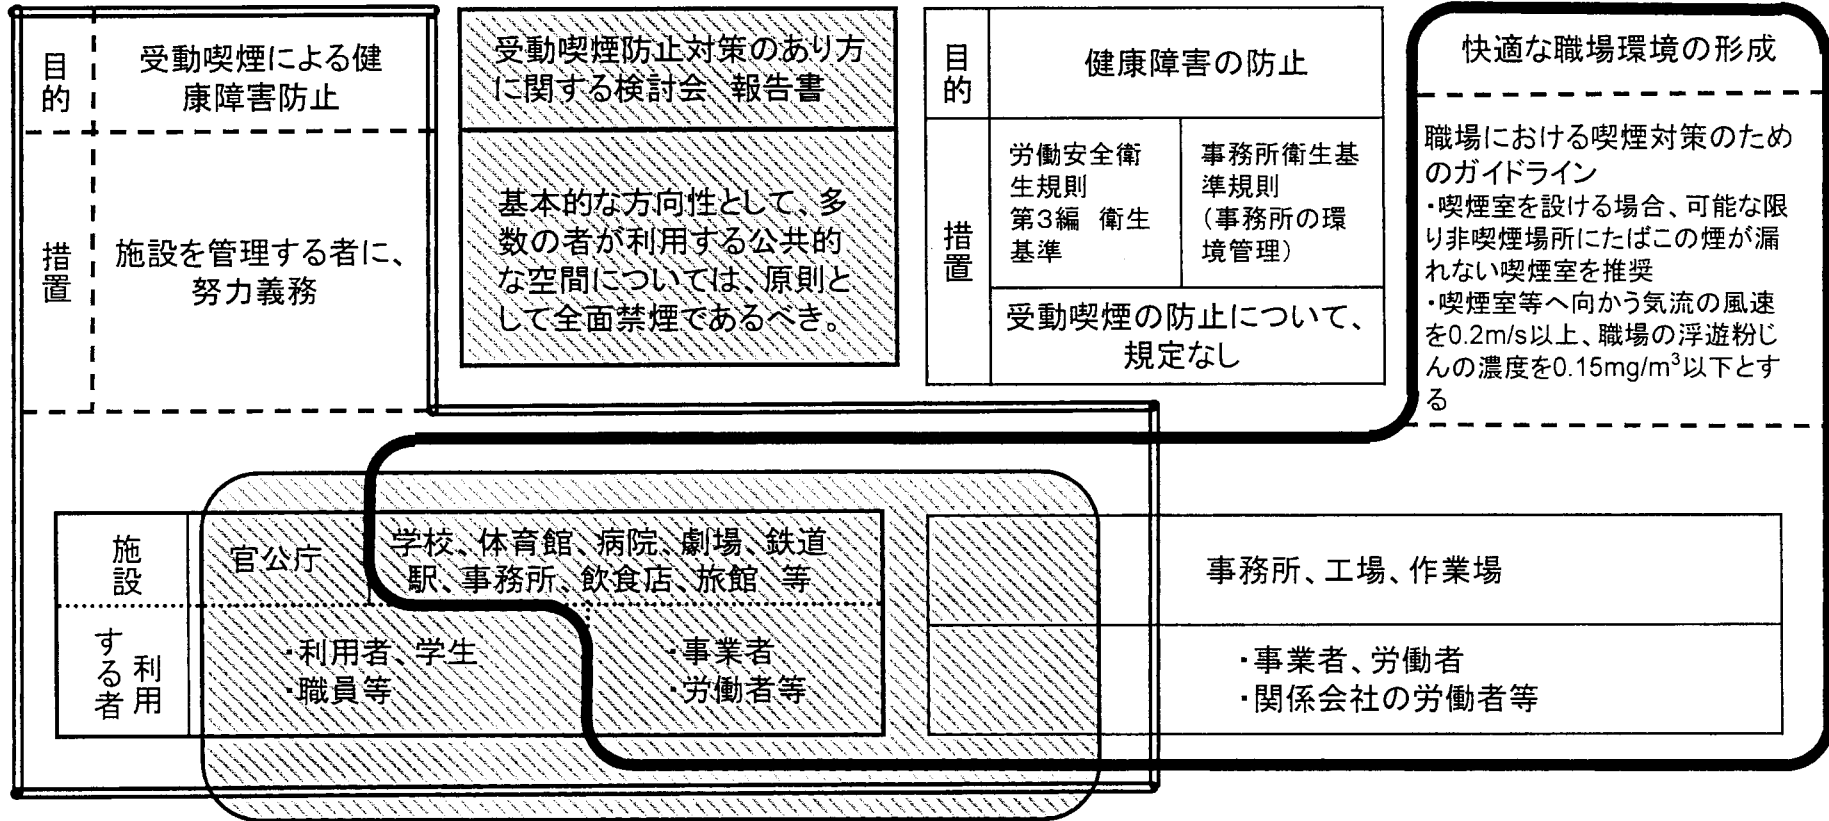 目的
受動喫煙による健
康障害防止
措置
施設を管理する者に、
努力義務
受動喫煙防止対策のあり方
に関する検討会 報告書
基本的な方向性として、多
数の者が利用する公共的
な空間については、原則と
して全面禁煙であるべき。
目的
健康障害の防止
措置
労働安全衛
生規則
第3編 衛生
基準
事務所衛生基
準規則
(事務所の環
境管理)
受動喫煙の防止について、
規定なし
快適な職場環境の形成
職場における喫煙対策のため
のガイドライン
・喫煙室を設ける場合、可能な限
り非喫煙場所にたばこの煙が漏
れない喫煙室を推奨
・喫煙室等へ向かう気流の風速
を0.2m/s以上、職場の浮遊粉じ
んの濃度を0.15mg/m³以下とす
る
施設
官公庁
学校、体育館、病院、劇場、鉄道
駅、事務所、飲食店、旅館 等
利用
する者
・利用者、学生
・職員等
・事業者
・労働者等
事務所、工場、作業場
・事業者、労働者
・関係会社の労働者等